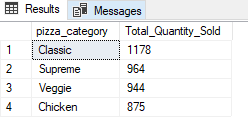 Results Messages
pizza_category Total_Quantity_Sold
1 Classic 1178
2 Supreme 964
3 Veggie 944
4 Chicken 875